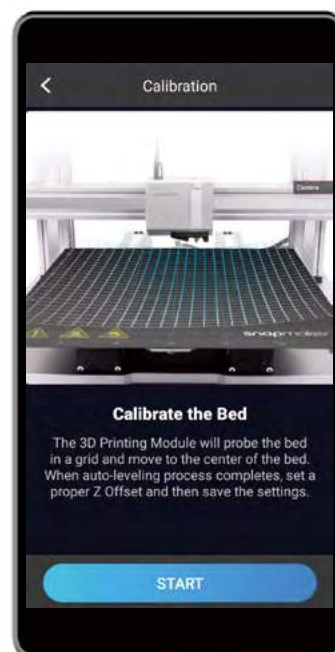 Calibration
Camera
snapmaker
Calibrate the Bed
The 3D Printing Module will probe the bed
in a grid and move to the center of the bed.
When auto-leveling process completes, set a
proper Z Offset and then save the settings.
START